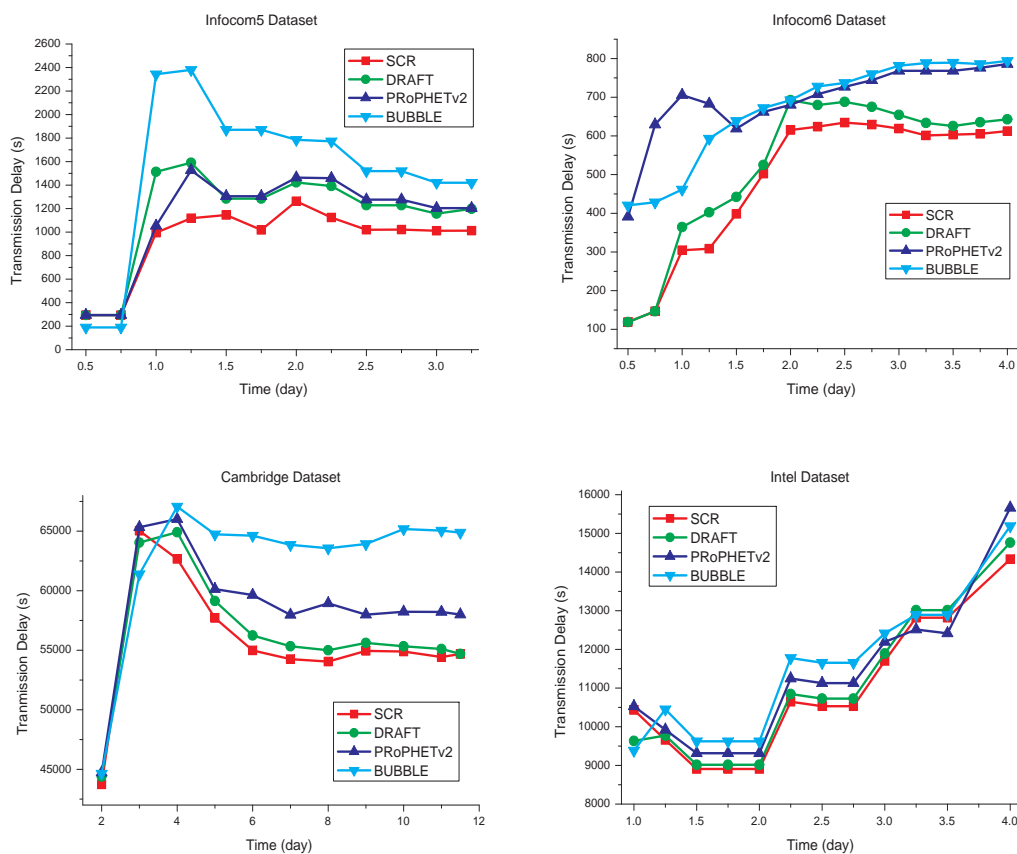 Infocom5 Dataset
Transmission Delay (s)
2600
2400
2200
2000
1800
1600
1400
1200
1000
800
600
400
200
0
0.5
1.0
1.5
2.0
2.5
3.0
Time (day)
SCR
DRAFT
PRoPHETv2
BUBBLE
Infocom6 Dataset
Transmission Delay (s)
800
700
600
500
400
300
200
100
0.5
1.0
1.5
2.0
2.5
3.0
3.5
4.0
Time (day)
SCR
DRAFT
PRoPHETv2
BUBBLE
Cambridge Dataset
Tranmission Delay (s)
65000
60000
55000
50000
45000
2
4
6
8
10
12
Time (day)
SCR
DRAFT
PRoPHETv2
BUBBLE
Intel Dataset
Transmission Delay (s)
16000
15000
14000
13000
12000
11000
10000
9000
8000
1.0
1.5
2.0
2.5
3.0
3.5
4.0
Time (day)
SCR
DRAFT
PRoPHETv2
BUBBLE